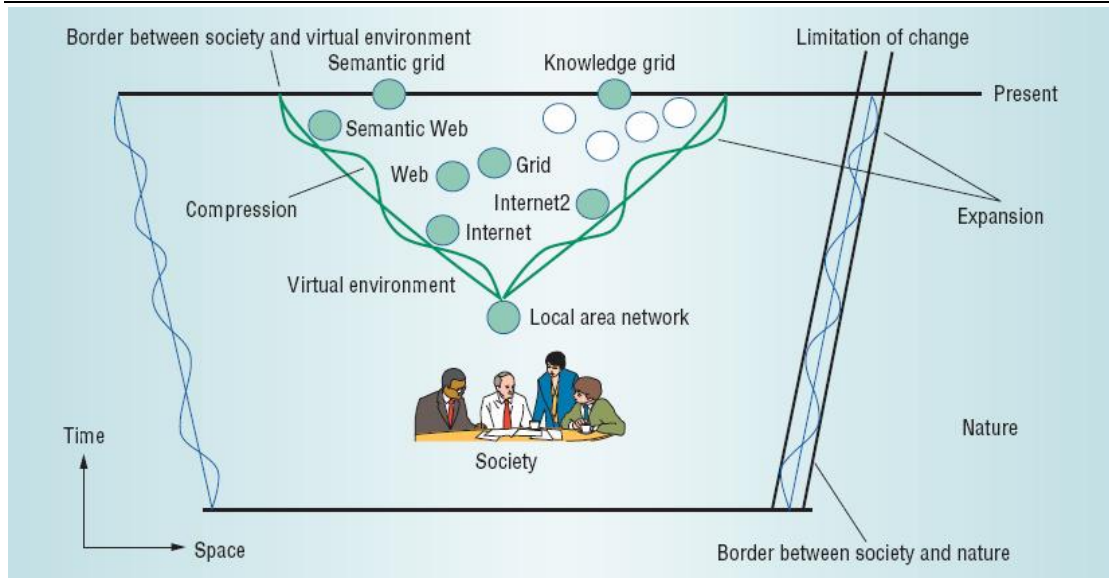 Border between society and virtual environment
Limitation of change
Semantic grid
Knowledge grid
Present
Semantic Web
Web
Grid
Compression
Internet2
Expansion
Internet
Virtual environment
Local area network
Time
Nature
Society
Space
Border between society and nature